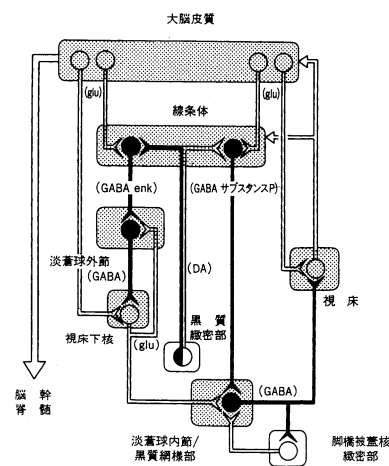 大脳皮質
(glu)
(glu)
線条体
(GABA enk)
(GABA サブスタンスP)
淡蒼球外節
(GABA)
(DA)
視床
視床下核
(glu)
黒質
緻密部
脳幹
脊髄
(GABA)
淡蒼球内節/
黒質網様部
脚橋被蓋核
緻密部